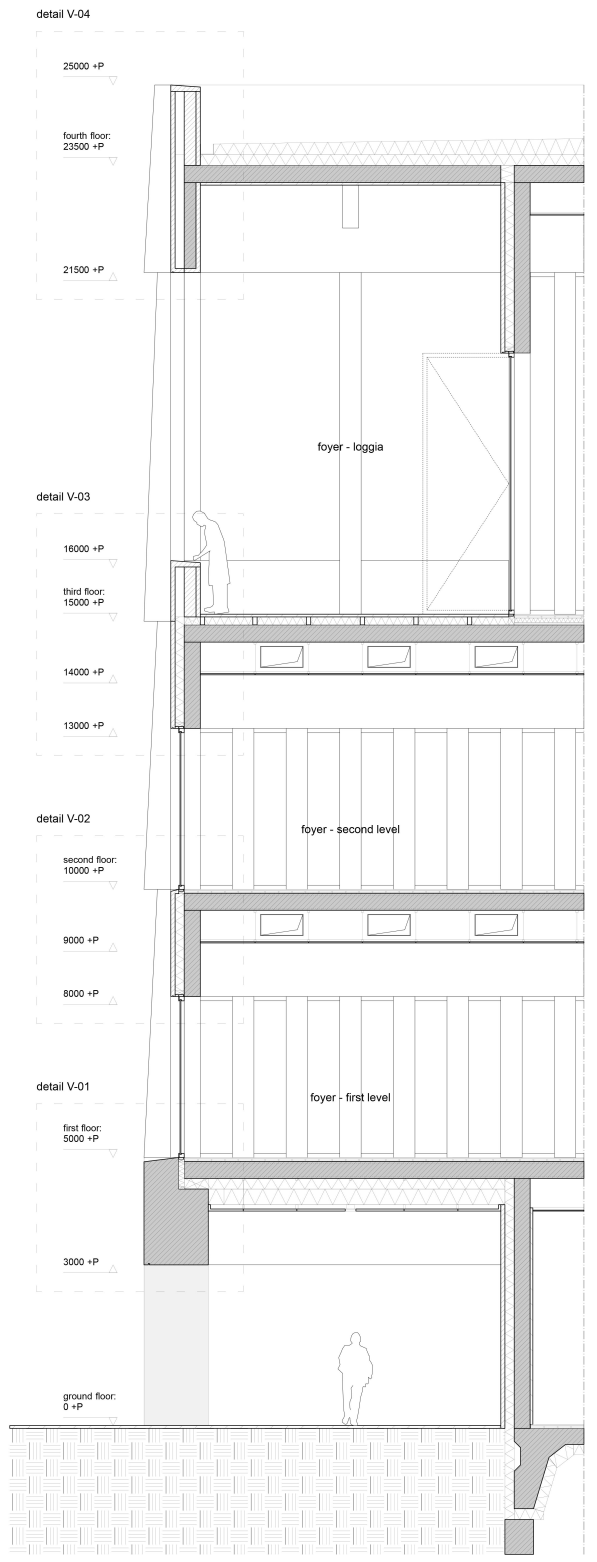 detail V-04
25000 +P
fourth floor:
23500 +P
21500 +P
foyer - loggia
detail V-03
16000 +P
third floor:
15000 +P
14000 +P
13000 +P
detail V-02
foyer - second level
second floor:
10000 +P
9000 +P
8000 +P
detail V-01
foyer - first level
first floor:
5000 +P
3000 +P
ground floor:
0 +P